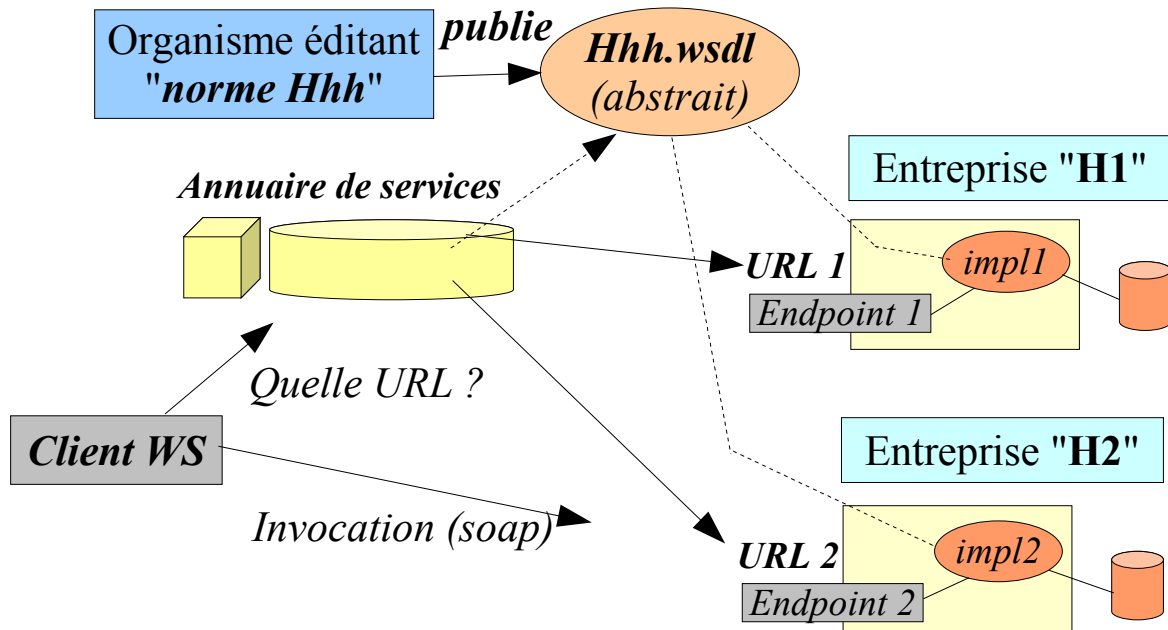 Organisme éditant
"norme Hhh"
publie
Hhh.wsdl
(abstrait)
Annuaire de services
Entreprise "H1"
URL 1
impl1
Endpoint 1
Quelle URL ?
Client WS
Entreprise "H2"
Invocation (soap)
URL 2
impl2
Endpoint 2